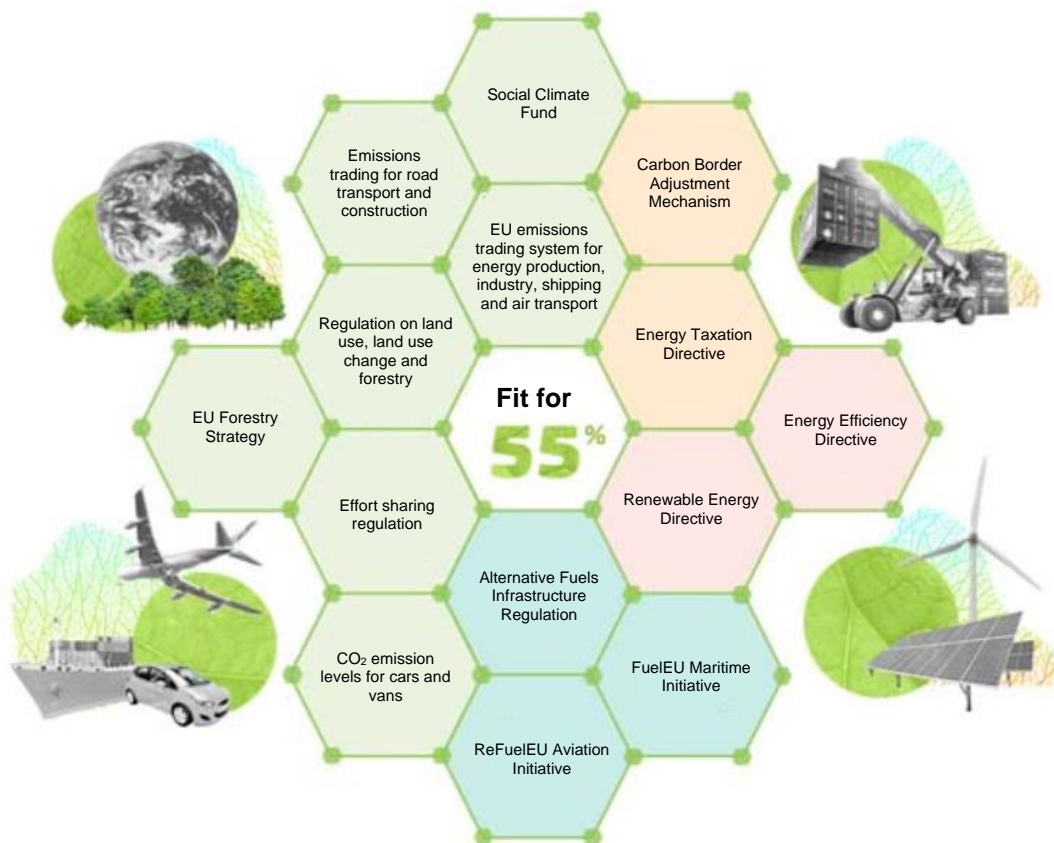 Social Climate
Fund
Emissions
trading for road
transport and
construction
Carbon Border
Adjustment
Mechanism
EU emissions
trading system for
energy production,
industry, shipping
and air transport
Regulation on land
use, land use
change and
forestry
Energy Taxation
Directive
EU Forestry
Strategy
Fit for
55%
Energy Efficiency
Directive
Effort sharing
regulation
Renewable Energy
Directive
Alternative Fuels
Infrastructure
Regulation
CO₂ emission
levels for cars and
vans
FuelEU Maritime
Initiative
ReFuelEU Aviation
Initiative